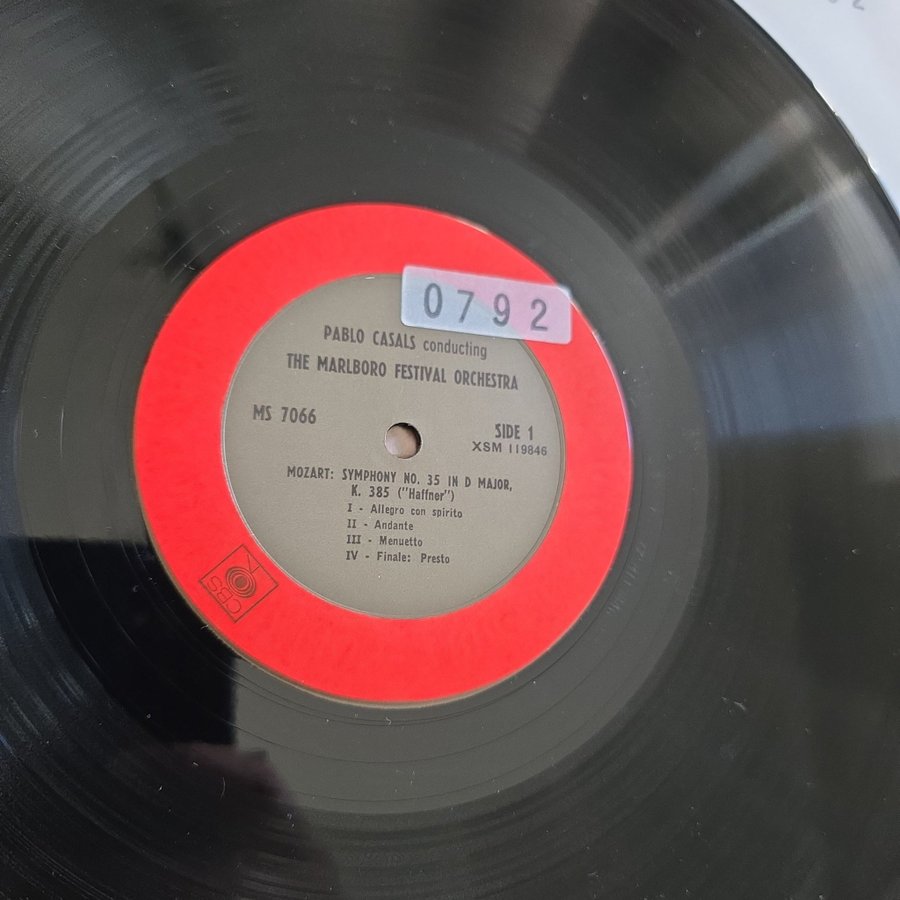 0792
PABLO CASALS conducting
THE MARLBORO FESTIVAL ORCHESTRA
MS 7066
SIDE 1
XSM 119846
MOZART: SYMPHONY NO. 35 IN D MAJOR,
K. 385 ("Haffner")
I - Allegro con spirito
II - Andante
III - Menuetto
IV - Finale: Presto
CBS